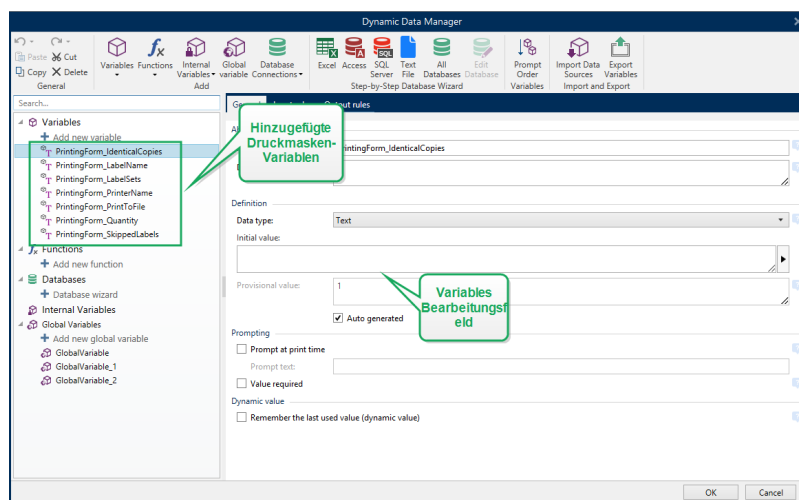 Dynamic Data Manager
Paste Cut
Copy Delete
General
Variables Functions Internal Variables Global variable Database Connections
Add
Excel Access SQL Server Text File All Databases Edit Database
Step-by-Step Database Wizard
Prompt Order
Variables
Import Data Sources Export Variables
Import and Export
Search...
Output rules
Variables
Add new variable
PrintingForm_IdenticalCopies
PrintingForm_LabelName
PrintingForm_LabelSets
PrintingForm_PrinterName
PrintingForm_PrintToFile
PrintingForm_Quantity
PrintingForm_SkippedLabels
Functions
Add new function
Databases
Database wizard
Internal Variables
Global Variables
Add new global variable
GlobalVariable
GlobalVariable_1
GlobalVariable_2
Hinzugefügte
Druckmasken-
Variablen
PrintingForm_IdenticalCopies
Definition
Data type: Text
Initial value:
Provisional value: 1
Auto generated
Variables
Bearbeitungsf
eld
Prompting
Prompt at print time
Prompt text:
Value required
Dynamic value
Remember the last used value (dynamic value)
OK Cancel